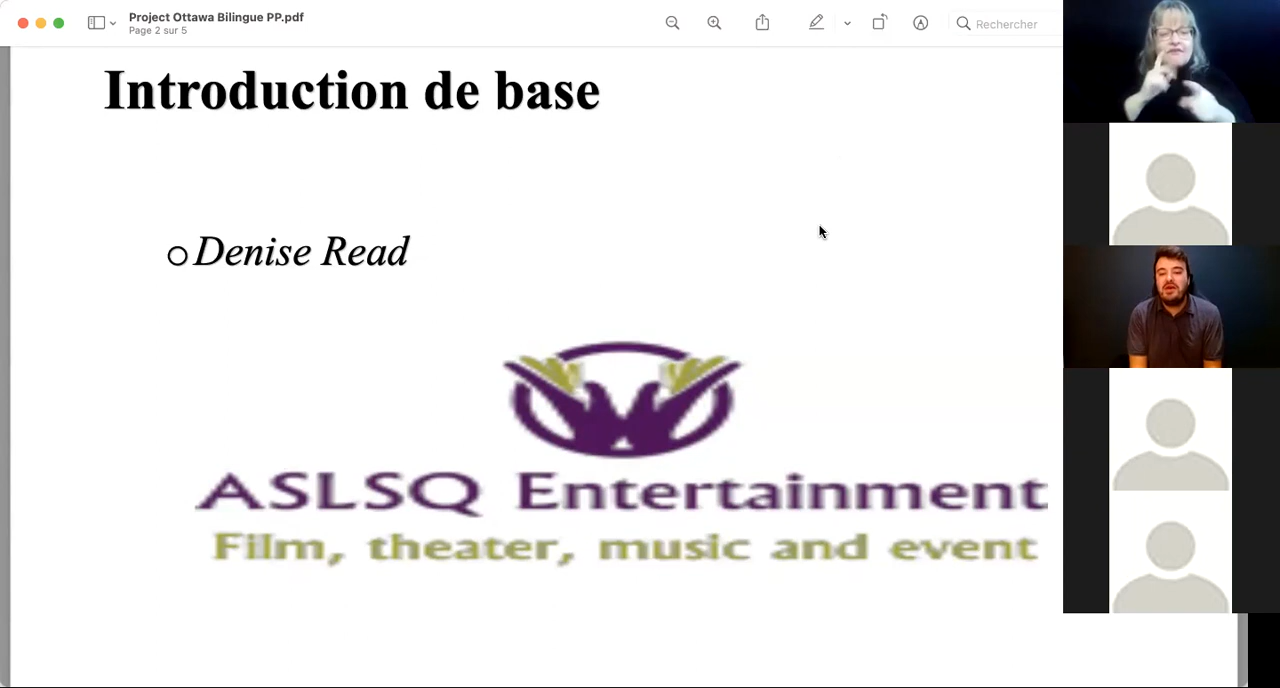 Project Ottawa Bilingue PP.pdf
Page 2 sur 5
Rechercher
Introduction de base
Denise Read
ASLSQ Entertainment
Film, theater, music and event